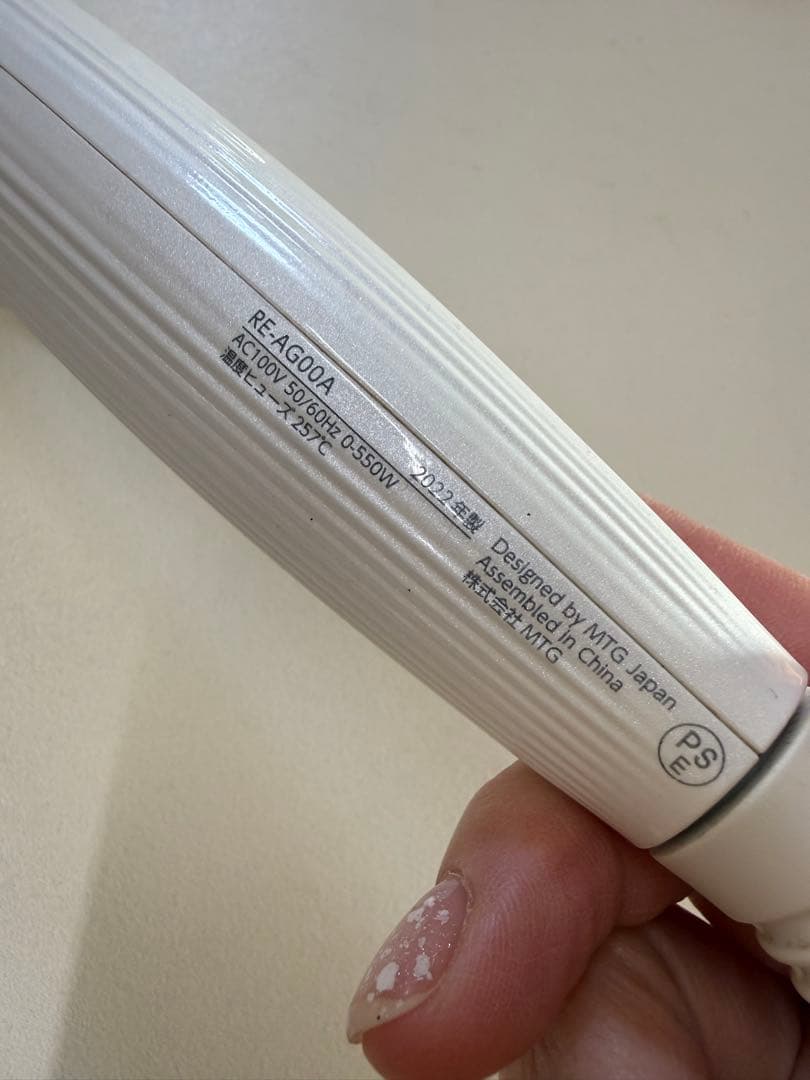 RE-AG00A 2022年製
AC100V 50/60Hz 0-550W
温度ヒューズ 257℃
Designed by MTG Japan
Assembled in China
株式会社 MTG
PS
E